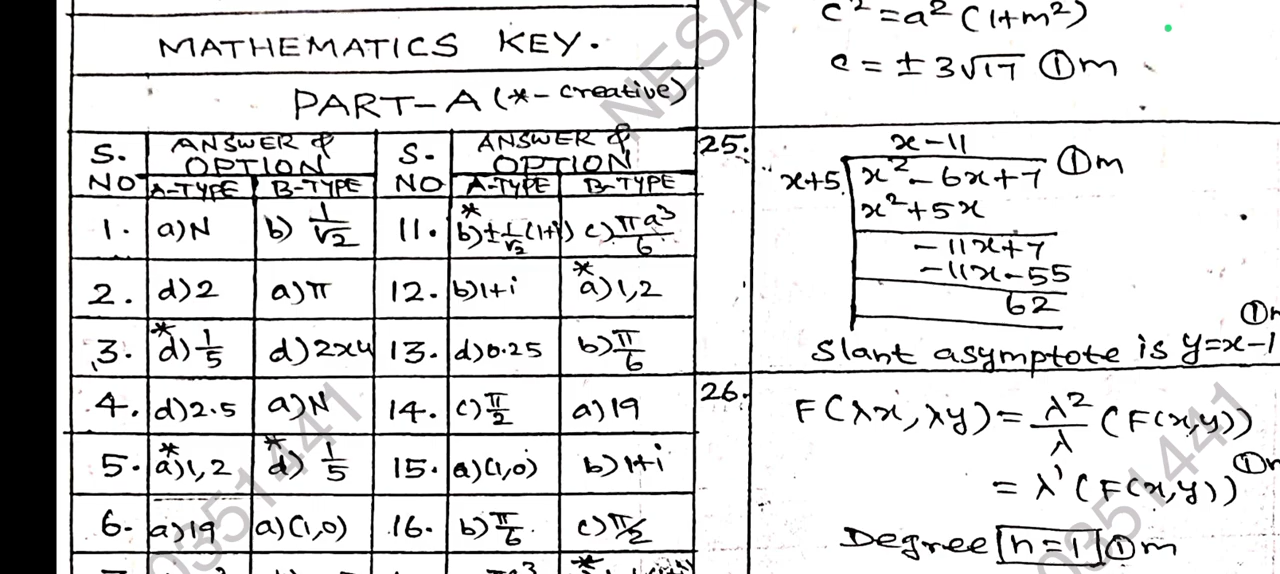 MATHEMATICS KEY.
PART-A (*-creative)
S.NO ANSWER & OPTION S.NO ANSWER & OPTION
A-TYPE B-TYPE A-TYPE B-TYPE
1. a) N b) 1/√2 11. *b) ± 1/√2 (1+i) c) πa³/6
2. d) 2 a) π 12. b) 1+i *a) 1,2
3. *d) 1/5 d) 2x4 13. d) 0.25 b) π/6
4. d) 2.5 a) N 14. c) π/2 a) 19
5. *a) 1,2 *d) 1/5 15. a) (1,0) b) 1+i
6. a) 19 a) (1,0) 16. b) π/6 c) π/2
c² = a² (1+m²)
c = ± 3√17 ①m
25.
x-11
x+5 x² - 6x + 7 ①m
x² + 5x
-11x+7
-11x-55
62
Slant asymptote is y=x-1
26.
F(λx, λy) = λ²/λ (F(x,y))
= λ¹ (F(x,y))
Degree n=1 ①m
NESA
0351441
0351441